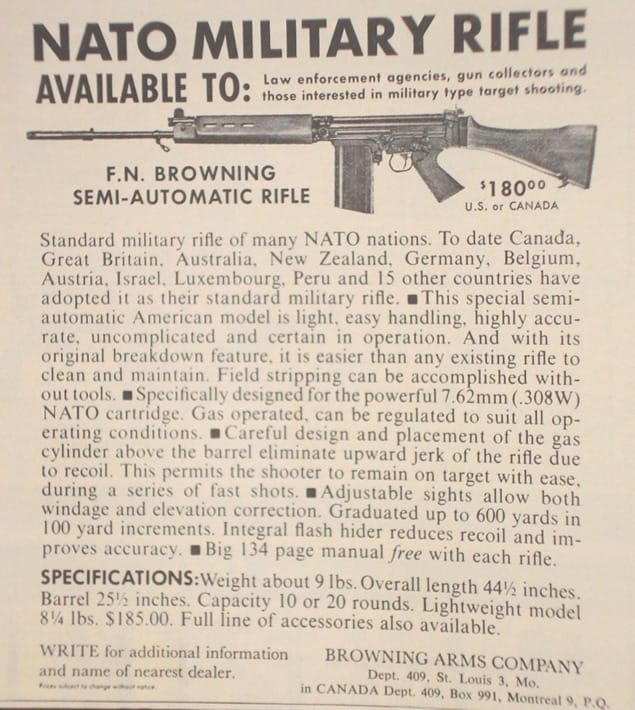 NATO MILITARY RIFLE
AVAILABLE TO: Law enforcement agencies, gun collectors and
those interested in military type target shooting.
F.N. BROWNING
SEMI-AUTOMATIC RIFLE
$180⁰⁰
U.S. or CANADA
Standard military rifle of many NATO nations. To date Canada,
Great Britain, Australia, New Zealand, Germany, Belgium,
Austria, Israel, Luxembourg, Peru and 15 other countries have
adopted it as their standard military rifle. ■ This special semi-
automatic American model is light, easy handling, highly accu-
rate, uncomplicated and certain in operation. And with its
original breakdown feature, it is easier than any existing rifle to
clean and maintain. Field stripping can be accomplished with-
out tools. ■ Specifically designed for the powerful 7.62mm (.308W)
NATO cartridge. Gas operated, can be regulated to suit all op-
erating conditions. ■ Careful design and placement of the gas
cylinder above the barrel eliminate upward jerk of the rifle due
to recoil. This permits the shooter to remain on target with ease,
during a series of fast shots. ■ Adjustable sights allow both
windage and elevation correction. Graduated up to 600 yards in
100 yard increments. Integral flash hider reduces recoil and im-
proves accuracy. ■ Big 134 page manual free with each rifle.
SPECIFICATIONS: Weight about 9 lbs. Overall length 44½ inches.
Barrel 25½ inches. Capacity 10 or 20 rounds. Lightweight model
8¼ lbs. $185.00. Full line of accessories also available.
WRITE for additional information
and name of nearest dealer.
Prices subject to change without notice.
BROWNING ARMS COMPANY
Dept. 409, St. Louis 3, Mo.
in CANADA Dept. 409, Box 991, Montreal 9, P.Q.